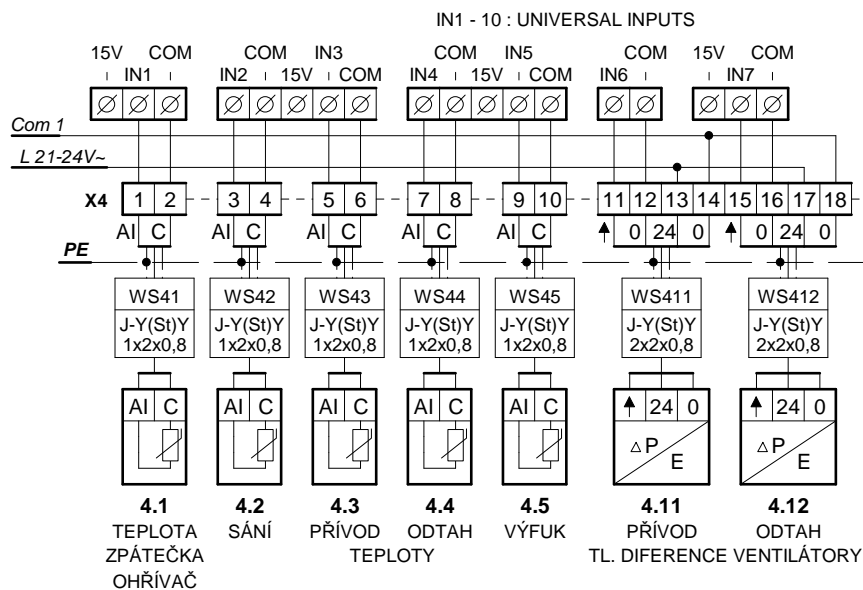 IN1 - 10 : UNIVERSAL INPUTS
15V COM COM IN3 COM IN5 COM 15V COM
IN1 IN2 15V COM IN4 15V COM IN6 IN7
Com 1
L 21-24V~
X4 1 2 3 4 5 6 7 8 9 10 11 12 13 14 15 16 17 18
AI C AI C AI C AI C AI C 0 24 0 0 24 0
PE
WS41 WS42 WS43 WS44 WS45 WS411 WS412
J-Y(St)Y J-Y(St)Y J-Y(St)Y J-Y(St)Y J-Y(St)Y J-Y(St)Y J-Y(St)Y
1x2x0,8 1x2x0,8 1x2x0,8 1x2x0,8 1x2x0,8 2x2x0,8 2x2x0,8
AI C AI C AI C AI C AI C 24 0 24 0
△P △P
E E
4.1 4.2 4.3 4.4 4.5 4.11 4.12
TEPLOTA SÁNÍ PŘÍVOD ODTAH VÝFUK PŘÍVOD ODTAH
ZPÁTEČKA TEPLOTY TL. DIFERENCE VENTILÁTORY
OHŘÍVAČ